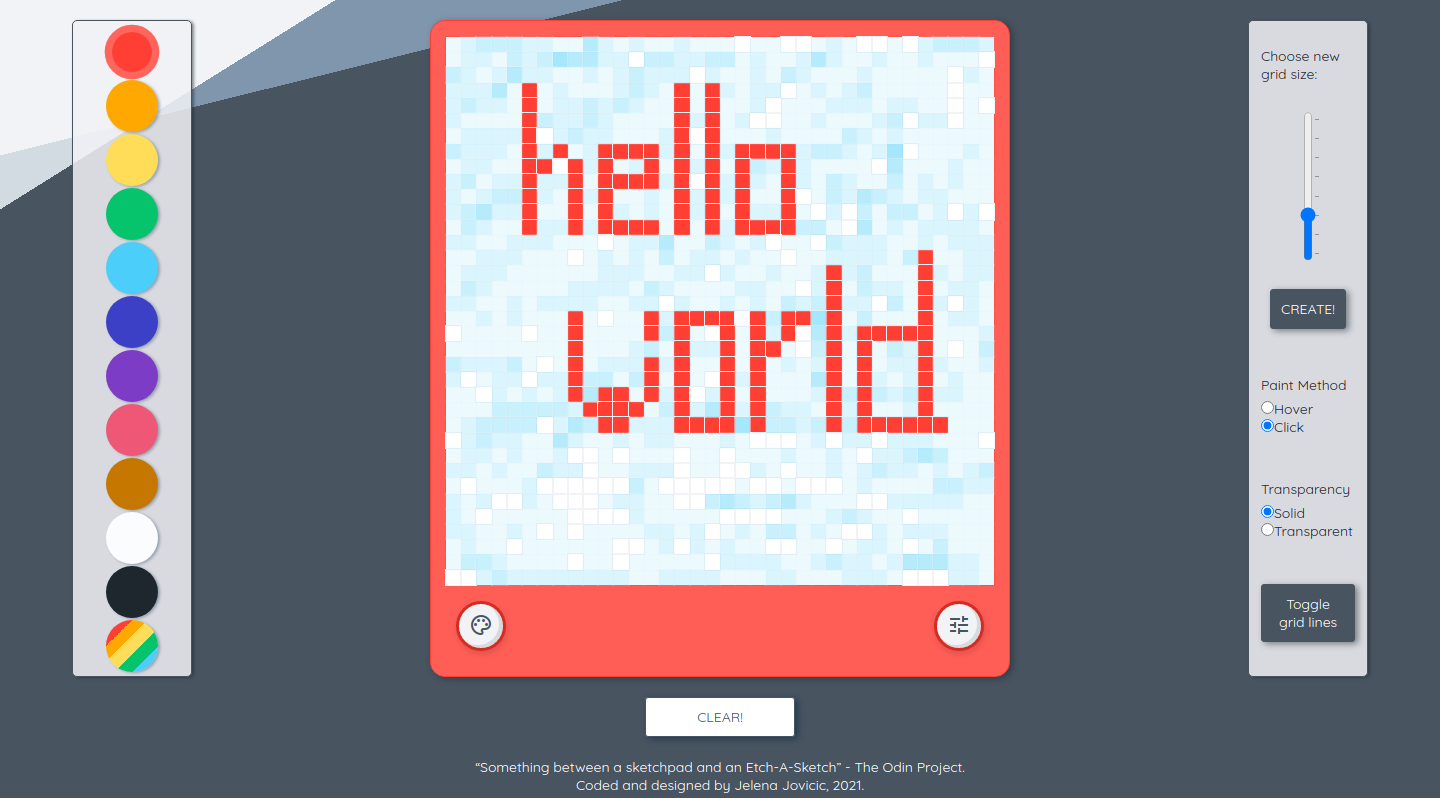 hello
world
Choose new
grid size:
CREATE!
Paint Method
Hover
Click
Transparency
Solid
Transparent
Toggle
grid lines
CLEAR!
“Something between a sketchpad and an Etch-A-Sketch” - The Odin Project.
Coded and designed by Jelena Jovicic, 2021.